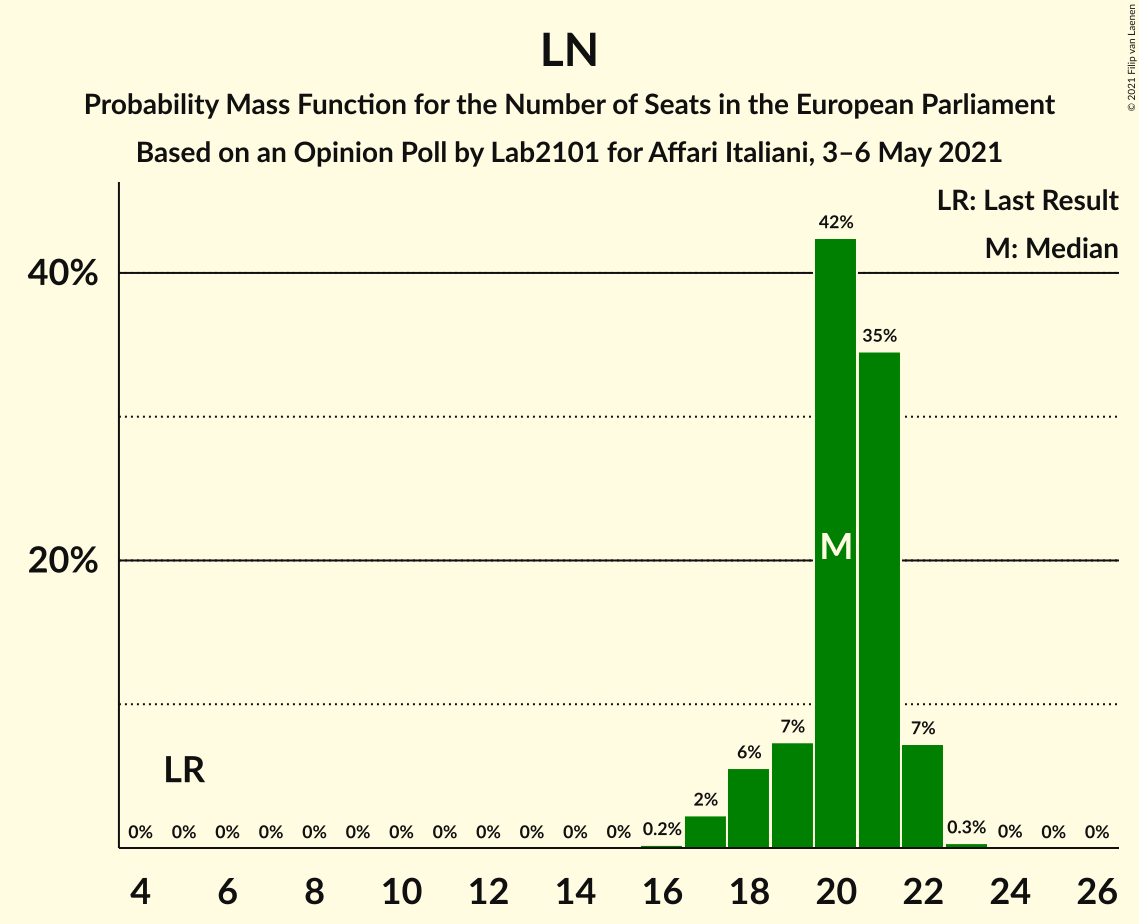 LN
Probability Mass Function for the Number of Seats in the European Parliament
Based on an Opinion Poll by Lab2101 for Affari Italiani, 3–6 May 2021
© 2021 Filip van Laenen
LR: Last Result
M: Median
42%
40%
35%
20%
M
LR
7%
7%
6%
2%
0% 0% 0% 0% 0% 0% 0% 0% 0% 0% 0% 0% 0.2% 0.3% 0% 0% 0%
4 6 8 10 12 14 16 18 20 22 24 26